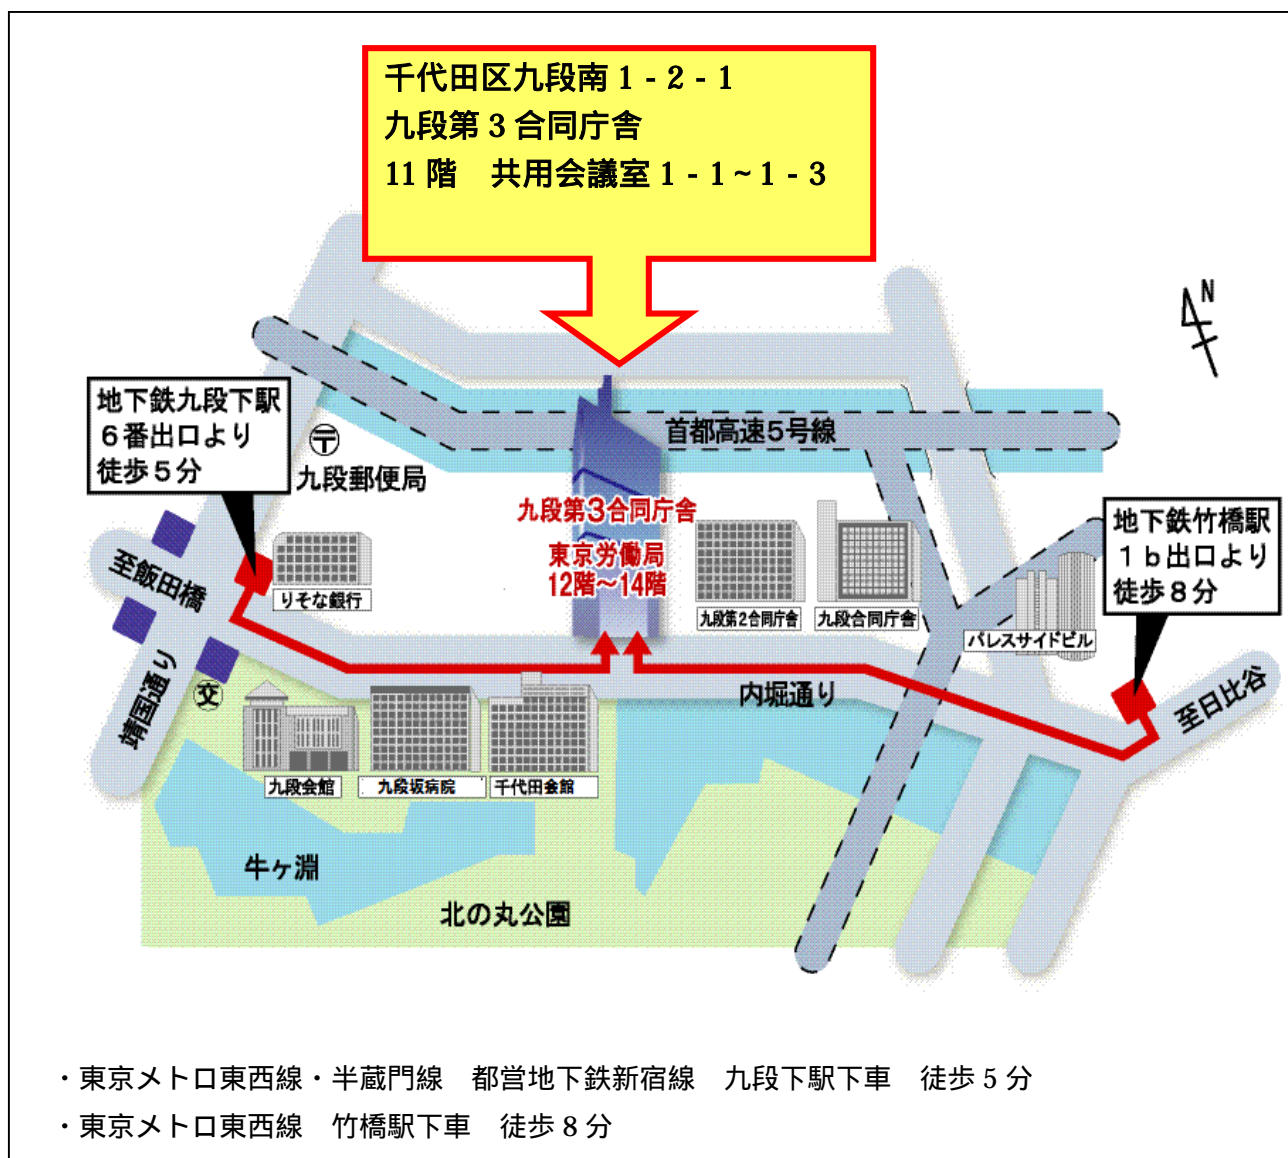 千代田区九段南 1 - 2 - 1
九段第 3 合同庁舎
11 階　共用会議室 1 - 1 ~ 1 - 3
N
地下鉄九段下駅
６番出口より
徒歩５分
〒
九段郵便局
首都高速5号線
九段第3合同庁舎
東京労働局
12階～14階
地下鉄竹橋駅
１ｂ出口より
徒歩８分
至飯田橋
りそな銀行
九段第2合同庁舎
九段合同庁舎
パレスサイドビル
靖国通り
交
内堀通り
至日比谷
九段会館
九段坂病院
千代田会館
牛ヶ淵
北の丸公園
・東京メトロ東西線・半蔵門線　都営地下鉄新宿線　九段下駅下車　徒歩 5 分
・東京メトロ東西線　竹橋駅下車　徒歩 8 分